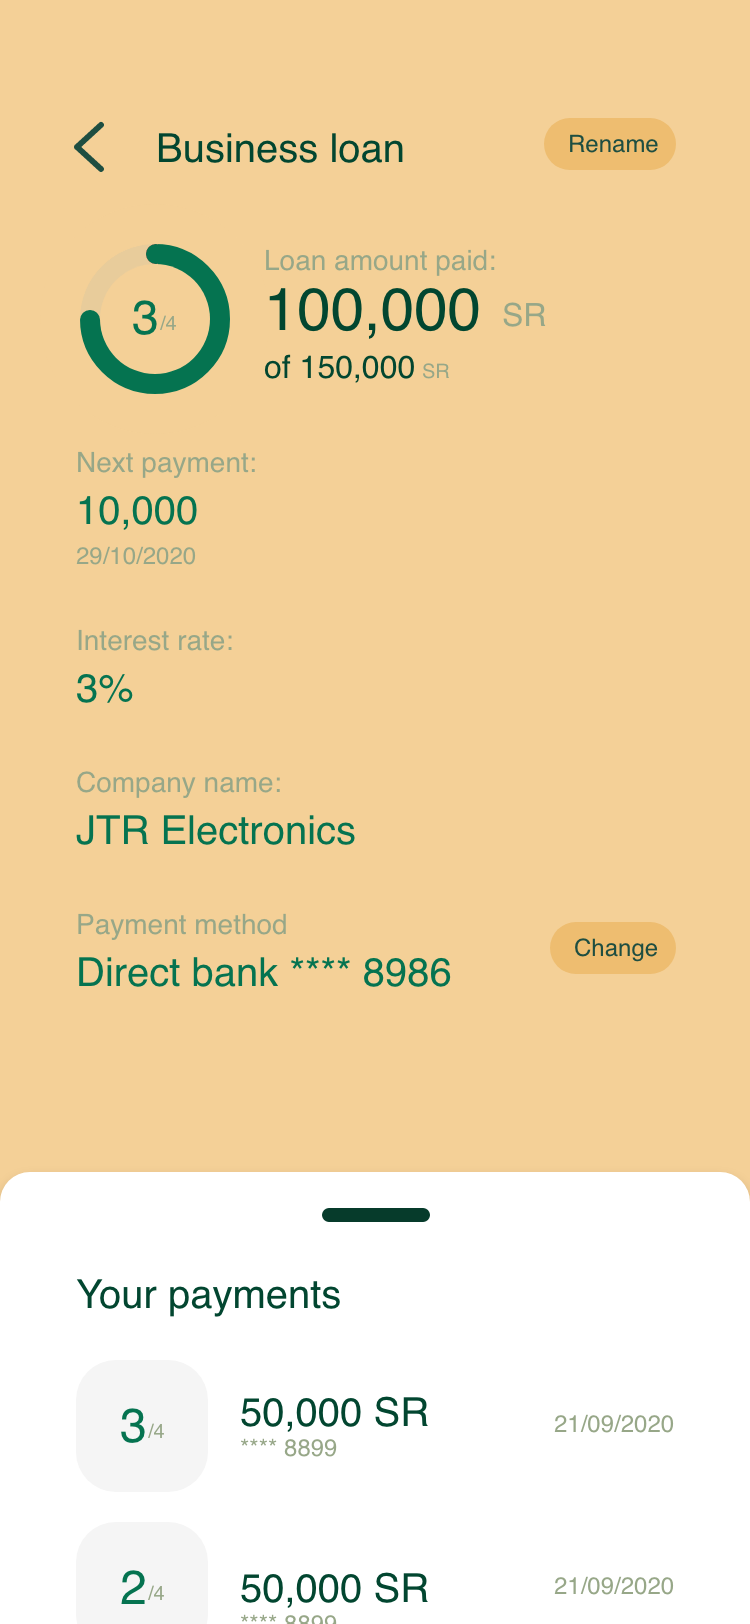 Business loan
Rename
3/4
Loan amount paid:
100,000 SR
of 150,000 SR
Next payment:
10,000
29/10/2020
Interest rate:
3%
Company name:
JTR Electronics
Payment method
Direct bank **** 8986
Change
Your payments
3/4
50,000 SR
**** 8899
21/09/2020
2/4
50,000 SR
**** 8899
21/09/2020